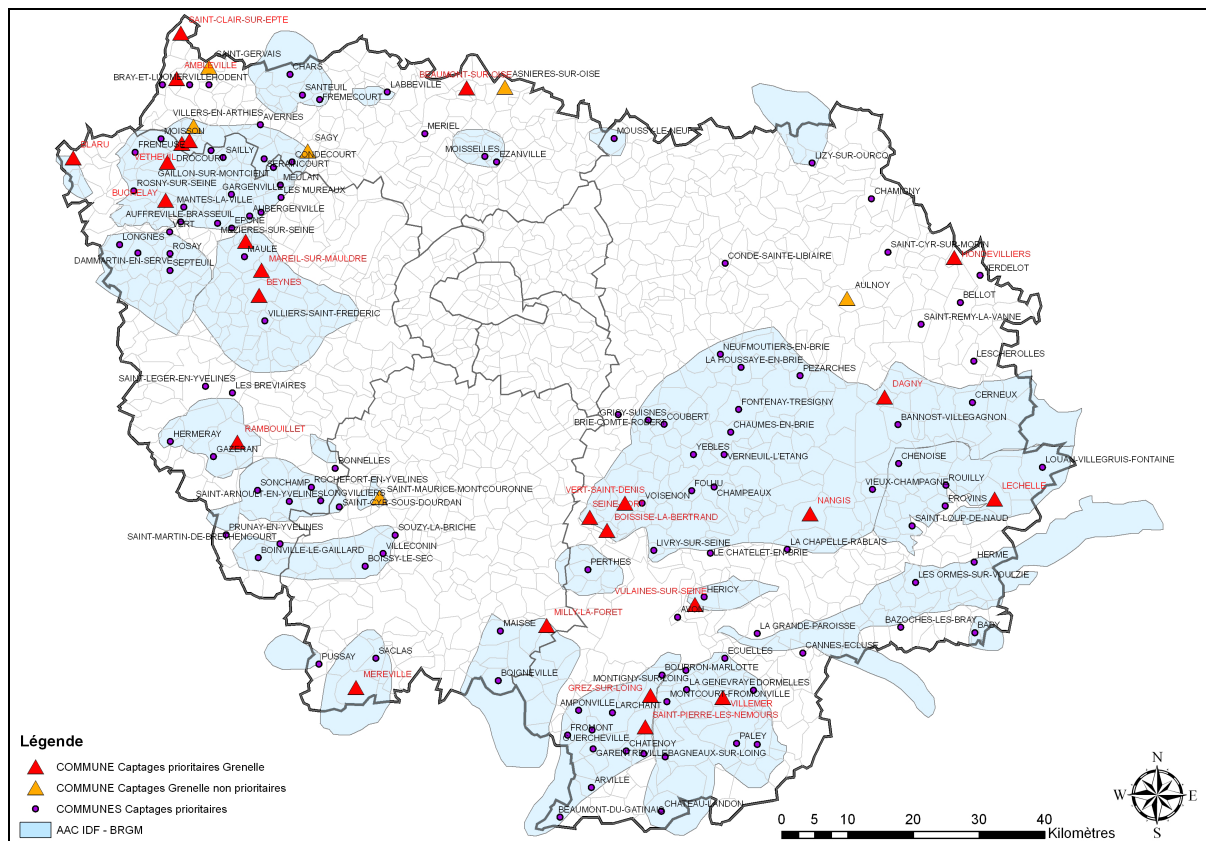 SAINT-CLAIR-SUR-EPTE
SAINT-GERVAIS
AMBLEVILLE
CHARS
BRAY-ET-LU
OMERVILLE
HODENT
BEAUMONT-SUR-OISE
ASNIERES-SUR-OISE
SANTEUIL
LABBEVILLE
FREMECOURT
VILLERS-EN-ARTHIES
AVERNES
MERIEL
MOUSSY-LE-NEUF
MOISSON
SAGY
FRENEUSE
SAILLY
CONDECOURT
MOISSELLES
BLARU
VETHEUIL
DROCOURT
SERAINCOURT
EZANVILLE
LIZY-SUR-OURCQ
GAILLON-SUR-MONTCIENT
MEULAN
ROSNY-SUR-SEINE
GARGENVILLE
LES MUREAUX
BUCHELAY
MANTES-LA-VILLE
CHAMIGNY
AUFFREVILLE-BRASSEUIL
AUBERGENVILLE
EPONE
VERT
MEZIERES-SUR-SEINE
LONGNES
ROSAY
MAULE
SAINT-CYR-SUR-MORIN
HONDEVILLIERS
DAMMARTIN-EN-SERVE
SEPTEUIL
MAREIL-SUR-MAULDRE
CONDE-SAINTE-LIBIAIRE
VERDELOT
BEYNES
AULNOY
BELLOT
VILLIERS-SAINT-FREDERIC
SAINT-REMY-LA-VANNE
NEUFMOUTIERS-EN-BRIE
LESCHEROLLES
LA HOUSSAYE-EN-BRIE
PEZARCHES
SAINT-LEGER-EN-YVELINES
LES BREVIAIRES
DAGNY
CERNEUX
GRISY-SUISNES
COUBERT
FONTENAY-TRESIGNY
BRIE-COMTE-ROBERT
BANNOST-VILLEGAGNON
RAMBOUILLET
CHAUMES-EN-BRIE
HERMERAY
GAZERAN
YEBLES
VERNEUIL-L'ETANG
CHENOISE
LOUAN-VILLEGRUIS-FONTAINE
BONNELLES
SONCHAMP
ROCHEFORT-EN-YVELINES
VIEUX-CHAMPAGNE
ROUILLY
LECHELLE
SAINT-ARNOULT-EN-YVELINES
LONGVILLIERS
SAINT-MAURICE-MONTCOURONNE
VERT-SAINT-DENIS
VOISENON
CHAMPEAUX
NANGIS
PROVINS
SAINT-CYR-SOUS-DOURDAN
BOISSISE-LA-BERTRAND
SAINT-LOUP-DE-NAUD
PRUNAY-EN-YVELINES
SOUZY-LA-BRICHE
SAINT-MARTIN-DE-BRETHENCOURT
VILLECONIN
BOINVILLE-LE-GAILLARD
BOISSY-LE-SEC
LIVRY-SUR-SEINE
LE CHATELET-EN-BRIE
LA CHAPELLE-RABLAIS
PERTHES
HERME
LES ORMES-SUR-VOULZIE
VULAINES-SUR-SEINE
HERICY
AVON
MILLY-LA-FORET
MAISSE
LA GRANDE-PAROISSE
BAZOCHES-LES-BRAY
BABY
PUSSAY
SACLAS
ECUELLES
CANNES-ECLUSE
BOIGNEVILLE
BOURRON-MARLOTTE
MEREVILLE
MONTIGNY-SUR-LOING
LA GENEVRAYE
DORMELLES
GREZ-SUR-LOING
MONTCOURT-FROMONVILLE
VILLEMER
AMPONVILLE
LARCHANT
SAINT-PIERRE-LES-NEMOURS
FROMONT
GUERCHEVILLE
CHATENOY
PALEY
GARENTREVILLE
BAGNEAUX-SUR-LOING
ARVILLE
BEAUMONT-DU-GATINAIS
CHATEAU-LANDON
Légende
COMMUNE Captages prioritaires Grenelle
COMMUNE Captages Grenelle non prioritaires
COMMUNES Captages prioritaires
AAC IDF - BRGM
N
W
E
S
0 5 10 20 30 40
Kilomètres